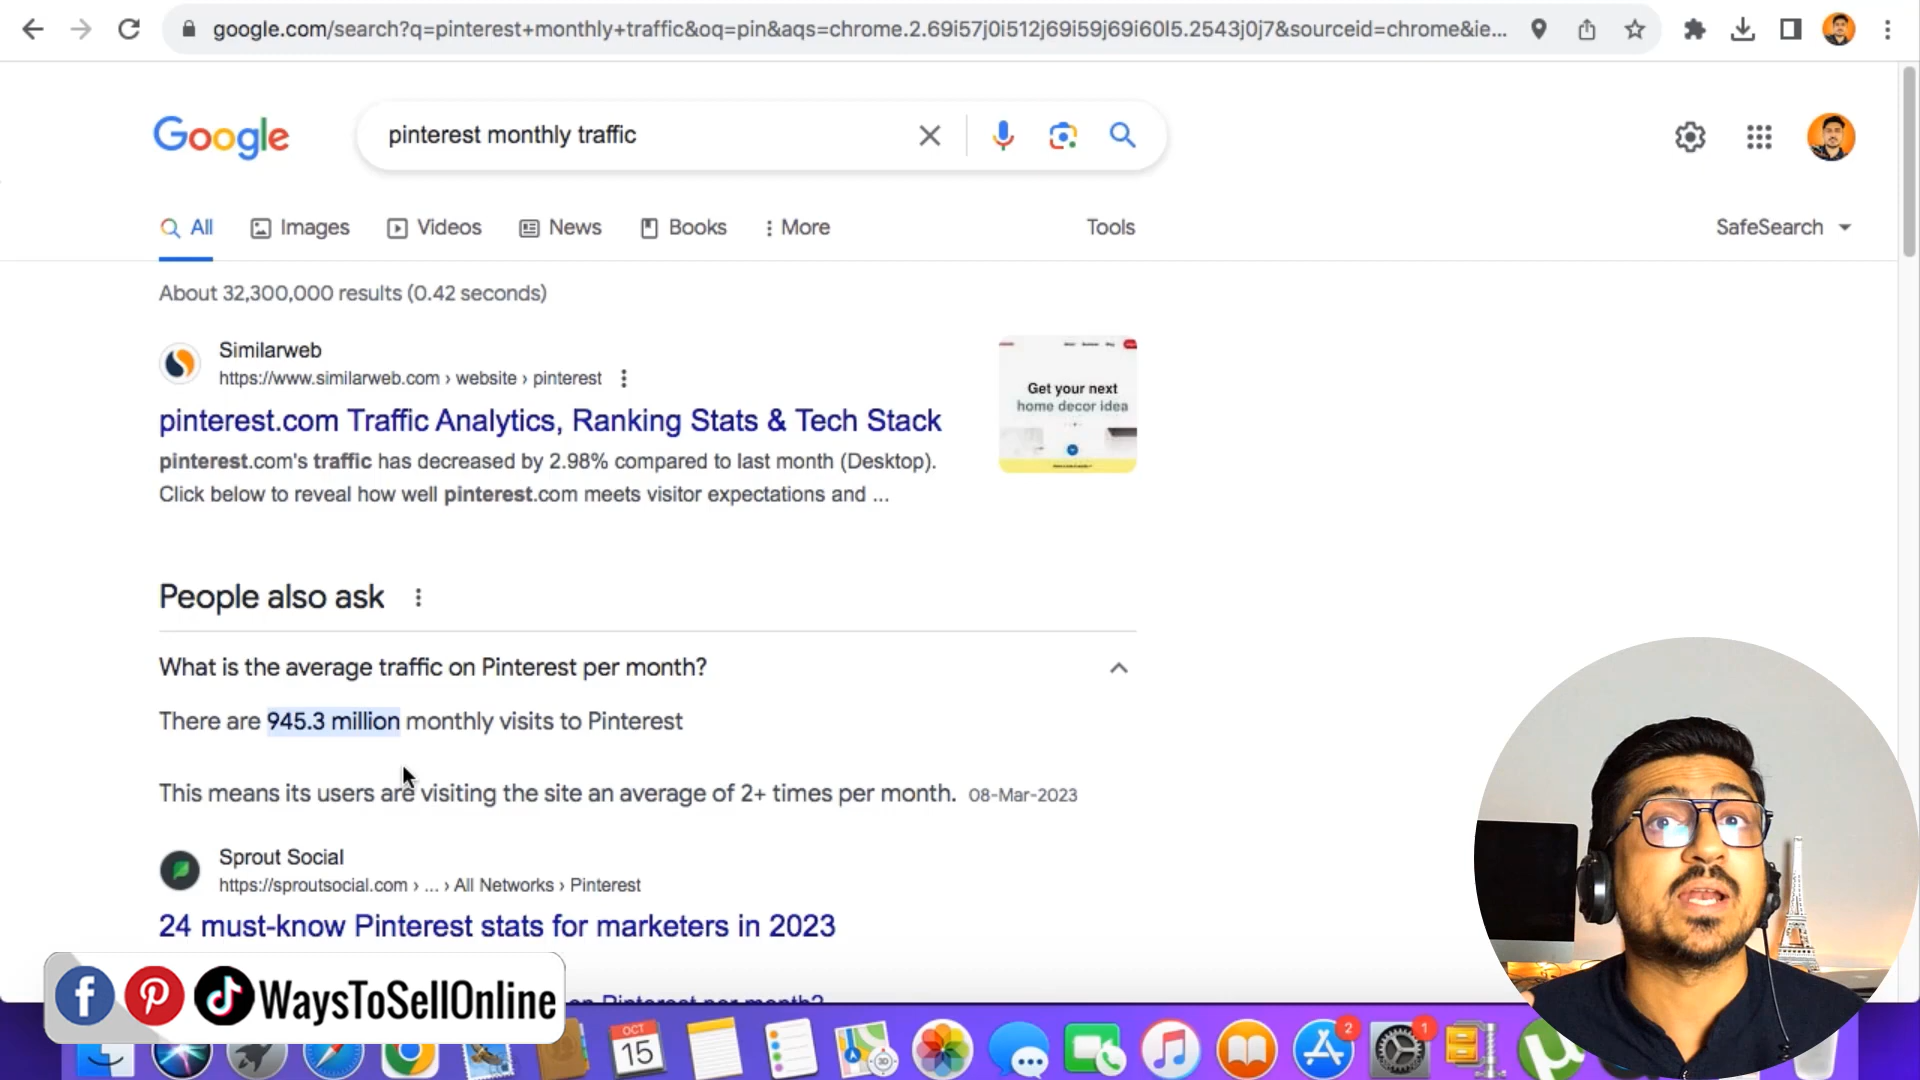 google.com/search?q=pinterest+monthly+traffic&oq=pin&aqs=chrome.2.69i57j0i512j69i59j69i60l5.2543j0j7&sourceid=chrome&ie...
Google
pinterest monthly traffic
All
Images
Videos
News
Books
More
Tools
SafeSearch
About 32,300,000 results (0.42 seconds)
Similarweb
https://www.similarweb.com › website › pinterest
pinterest.com Traffic Analytics, Ranking Stats & Tech Stack
pinterest.com's traffic has decreased by 2.98% compared to last month (Desktop).
Click below to reveal how well pinterest.com meets visitor expectations and ...
Get your next
home decor idea
People also ask
What is the average traffic on Pinterest per month?
There are 945.3 million monthly visits to Pinterest
This means its users are visiting the site an average of 2+ times per month. 08-Mar-2023
Sprout Social
https://sproutsocial.com › ... › All Networks › Pinterest
24 must-know Pinterest stats for marketers in 2023
on Pinterest per month?
WaysToSellOnline
OCT
15
3D
2
1